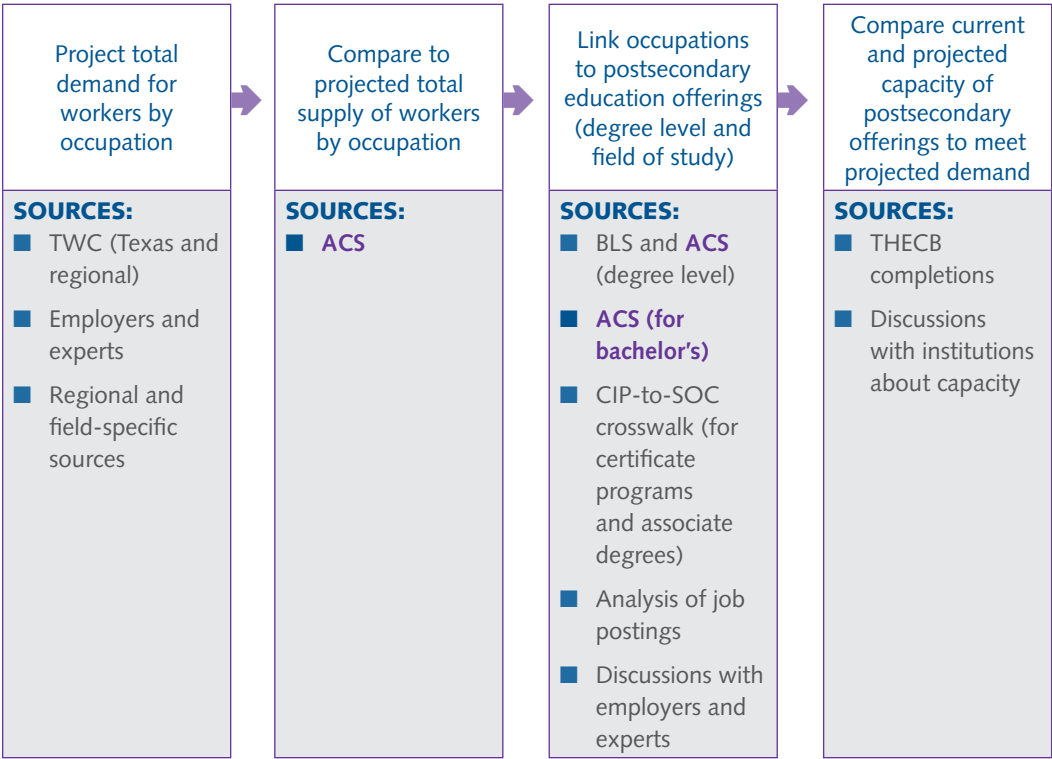 Project total
demand for
workers by
occupation
Compare to
projected total
supply of workers
by occupation
Link occupations
to postsecondary
education offerings
(degree level and
field of study)
Compare current
and projected
capacity of
postsecondary
offerings to meet
projected demand
SOURCES:
TWC (Texas and
regional)
Employers and
experts
Regional and
field-specific
sources
SOURCES:
ACS
SOURCES:
BLS and ACS
(degree level)
ACS (for
bachelor's)
CIP-to-SOC
crosswalk (for
certificate
programs
and associate
degrees)
Analysis of job
postings
Discussions with
employers and
experts
SOURCES:
THECB
completions
Discussions
with institutions
about capacity